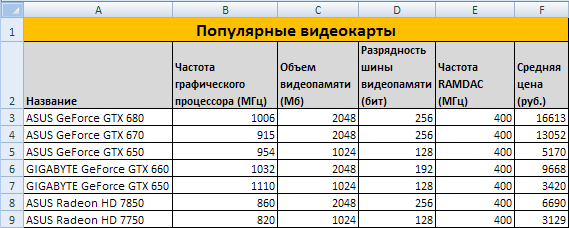 A B C D E F
1 Популярные видеокарты
2 Название Частота графического процессора (МГц) Объем видеопамяти (Мб) Разрядность шины видеопамяти (бит) Частота RAMDAC (МГц) Средняя цена (руб.)
3 ASUS GeForce GTX 680 1006 2048 256 400 16613
4 ASUS GeForce GTX 670 915 2048 256 400 13052
5 ASUS GeForce GTX 650 954 1024 128 400 5170
6 GIGABYTE GeForce GTX 660 1032 2048 192 400 9668
7 GIGABYTE GeForce GTX 650 1110 1024 128 400 3420
8 ASUS Radeon HD 7850 860 2048 256 400 6690
9 ASUS Radeon HD 7750 820 1024 128 400 3129